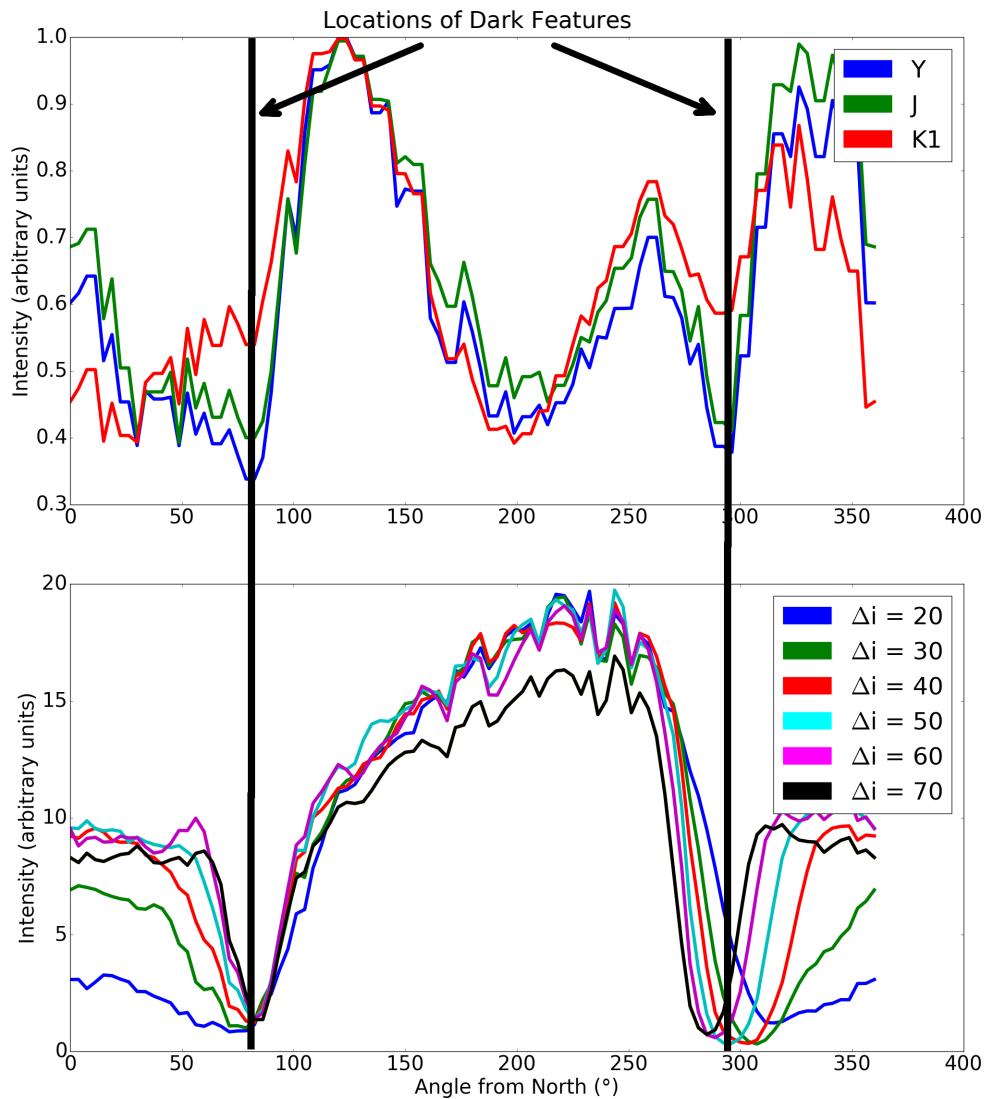 Locations of Dark Features
Intensity (arbitrary units)
1.0
0.9
0.8
0.7
0.6
0.5
0.4
0.3
0 50 100 150 200 250 300 350 400
Y
J
K1
Intensity (arbitrary units)
20
15
10
5
0
0 50 100 150 200 250 300 350 400
Δi = 20
Δi = 30
Δi = 40
Δi = 50
Δi = 60
Δi = 70
Angle from North (°)